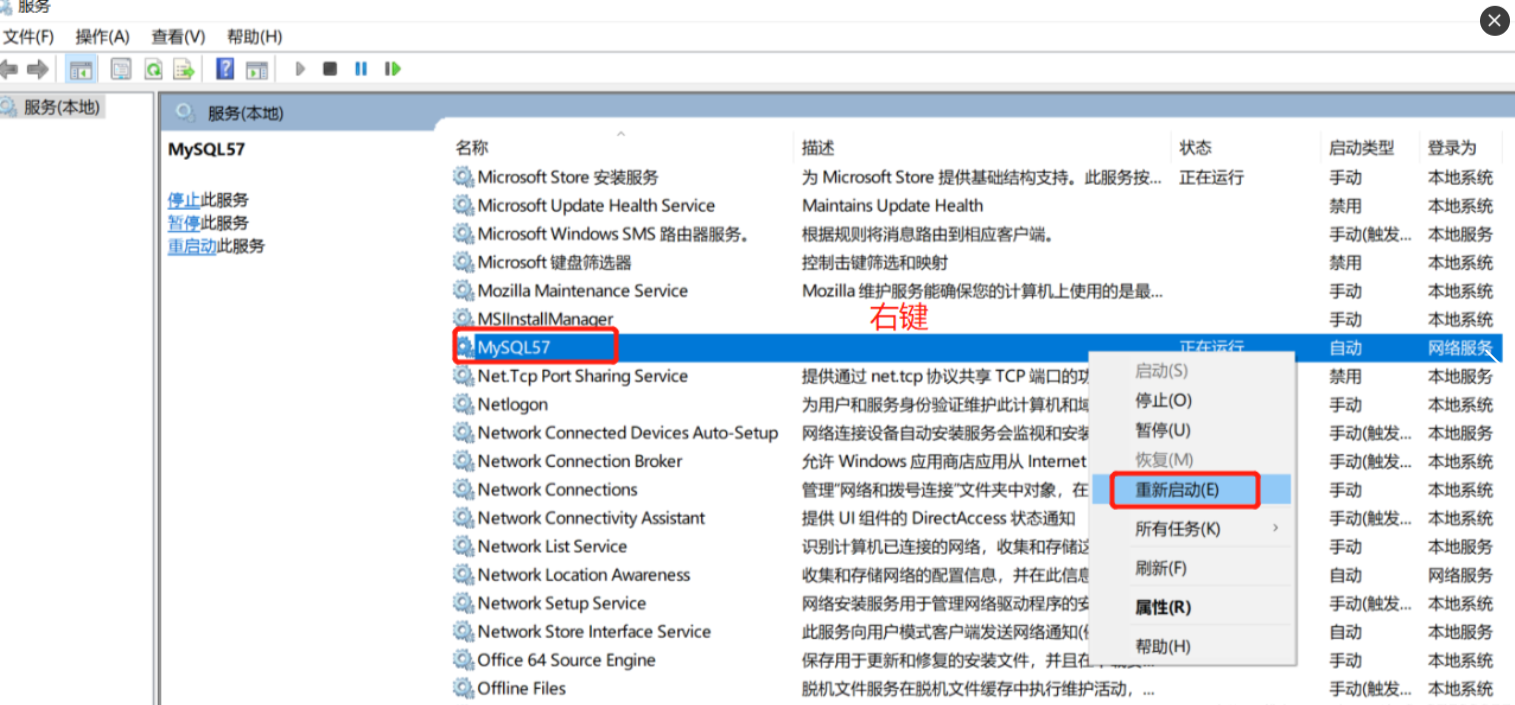 服务
文件(F) 操作(A) 查看(V) 帮助(H)
服务(本地)
服务(本地)
MySQL57
停止此服务
暂停此服务
重启动此服务
名称 描述 状态 启动类型 登录为
Microsoft Store 安装服务 为 Microsoft Store 提供基础结构支持。此服务按... 正在运行 手动 本地系统
Microsoft Update Health Service Maintains Update Health 禁用 本地系统
Microsoft Windows SMS 路由器服务。 根据规则将消息路由到相应客户端。 手动(触发... 本地服务
Microsoft 键盘筛选器 控制击键筛选和映射 禁用 本地系统
Mozilla Maintenance Service Mozilla 维护服务能确保您的计算机上使用的是最... 手动 本地系统
右键
MSIInstallManager 手动 本地系统
MySQL57 正在运行 自动 网络服务
Net.Tcp Port Sharing Service 提供通过 net.tcp 协议共享 TCP 端口的功 禁用 本地服务
Netlogon 为用户和服务身份验证维护此计算机和域 手动 本地系统
Network Connected Devices Auto-Setup 网络连接设备自动安装服务会监视和安装 手动(触发... 本地服务
Network Connection Broker 允许 Windows 应用商店应用从 Internet 手动(触发... 本地系统
Network Connections 管理“网络和拨号连接”文件夹中对象，在 手动 本地系统
Network Connectivity Assistant 提供 UI 组件的 DirectAccess 状态通知 手动(触发... 本地系统
Network List Service 识别计算机已连接的网络，收集和存储这 手动 本地服务
Network Location Awareness 收集和存储网络的配置信息，并在此信息 自动 网络服务
Network Setup Service 网络安装服务用于管理网络驱动程序的安 手动(触发... 本地系统
Network Store Interface Service 此服务向用户模式客户端发送网络通知( 自动 本地服务
Office 64 Source Engine 保存用于更新和修复的安装文件，并且在 手动 本地系统
Offline Files 脱机文件服务在脱机文件缓存中执行维护活动，... 手动(触发... 本地系统
启动(S)
停止(O)
暂停(U)
恢复(M)
重新启动(E)
所有任务(K)
刷新(F)
属性(R)
帮助(H)